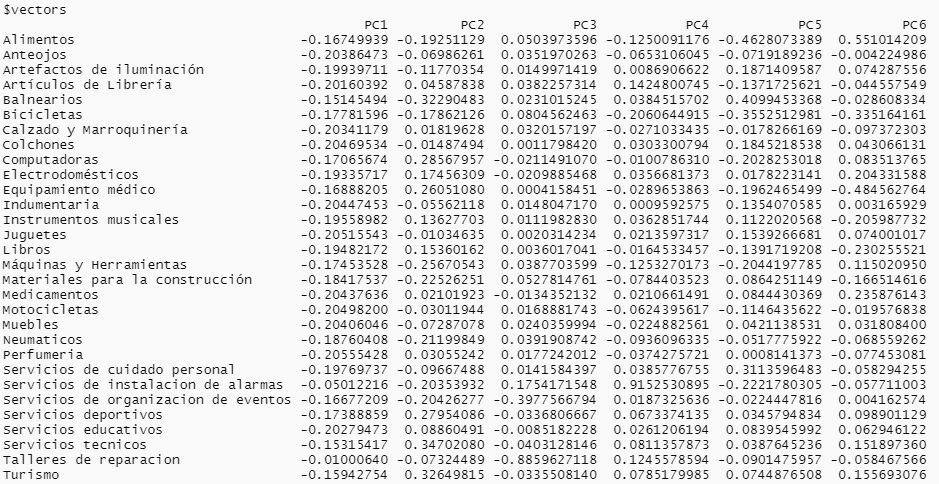 $vectors
PC1 PC2 PC3 PC4 PC5 PC6
Alimentos -0.16749939 -0.19251129 0.0503973596 -0.1250091176 -0.4628073389 0.551014209
Anteojos -0.20386473 -0.06986261 0.0351970263 -0.0653106045 -0.0719189236 -0.004224986
Artefactos de iluminación -0.19939711 -0.11770354 0.0149971419 0.0086906622 0.1871409587 0.074287556
Artículos de Librería -0.20160392 0.04587838 0.0382257314 0.1424800745 -0.1371725621 -0.044557549
Balnearios -0.15145494 -0.32290483 0.0231015245 0.0384515702 0.4099453368 -0.028608334
Bicicletas -0.17781596 -0.17862126 0.0804562463 -0.2060644915 -0.3552512981 -0.335164161
Calzado y Marroquinería -0.20341179 0.01819628 0.0320157197 -0.0271033435 -0.0178266169 -0.097372303
Colchones -0.20469534 -0.01487494 0.0011798420 0.0303300794 0.1845218538 0.043066131
Computadoras -0.17065674 0.28567957 -0.0211491070 -0.0100786310 -0.2028253018 0.083513765
Electrodomésticos -0.19335717 0.17456309 -0.0209885468 0.0356681373 0.0178223141 0.204331588
Equipamiento médico -0.16888205 0.26051080 0.0004158451 -0.0289653863 -0.1962465499 -0.484562764
Indumentaria -0.20447453 -0.05562118 0.0148047170 0.0009592575 0.1354070585 0.003165929
Instrumentos musicales -0.19558982 0.13627703 0.0111982830 0.0362851744 0.1122020568 -0.205987732
Juguetes -0.20515543 -0.01034635 0.0020314234 0.0213597317 0.1539266681 0.074001017
Libros -0.19482172 0.15360162 0.0036017041 -0.0164533457 -0.1391719208 -0.230255521
Máquinas y Herramientas -0.17453528 -0.25670543 0.0387703599 -0.1253270173 -0.2044197785 0.115020950
Materiales para la construcción -0.18417537 -0.22526251 0.0527814761 -0.0784403523 0.0864251149 -0.166514616
Medicamentos -0.20437636 0.02101923 -0.0134352132 0.0210661491 0.0844430369 0.235876143
Motocicletas -0.20498200 -0.03011944 0.0168881743 -0.0624395617 -0.1146435622 -0.019576838
Muebles -0.20406046 -0.07287078 0.0240359994 -0.0224882561 0.0421138531 0.031808400
Neumaticos -0.18760408 -0.21199849 0.0391908742 -0.0936096335 -0.0517775922 -0.068559262
Perfumeria -0.20555428 0.03055242 0.0177242012 -0.0374275721 0.0008141373 -0.077453081
Servicios de cuidado personal -0.19769737 -0.09667488 0.0141584397 0.0385776755 0.3113596483 -0.058294255
Servicios de instalacion de alarmas -0.05012216 -0.20353932 0.1754171548 0.9152530895 -0.2221780305 -0.057711003
Servicios de organizacion de eventos -0.16677209 -0.20426277 -0.3977566794 0.0187325636 -0.0224447816 0.004162574
Servicios deportivos -0.17388859 0.27954086 -0.0336806667 0.0673374135 0.0345794834 0.098901129
Servicios educativos -0.20279473 0.08860491 -0.0085182228 0.0261206194 0.0839545992 0.062946122
Servicios tecnicos -0.15315417 0.34702080 -0.0403128146 0.0811357873 0.0387645236 0.151897360
Talleres de reparacion -0.01000640 -0.07324489 -0.8859627118 0.1245578594 -0.0901475957 -0.058467566
Turismo -0.15942754 0.32649815 -0.0335508140 0.0785179985 0.0744876508 0.155693076